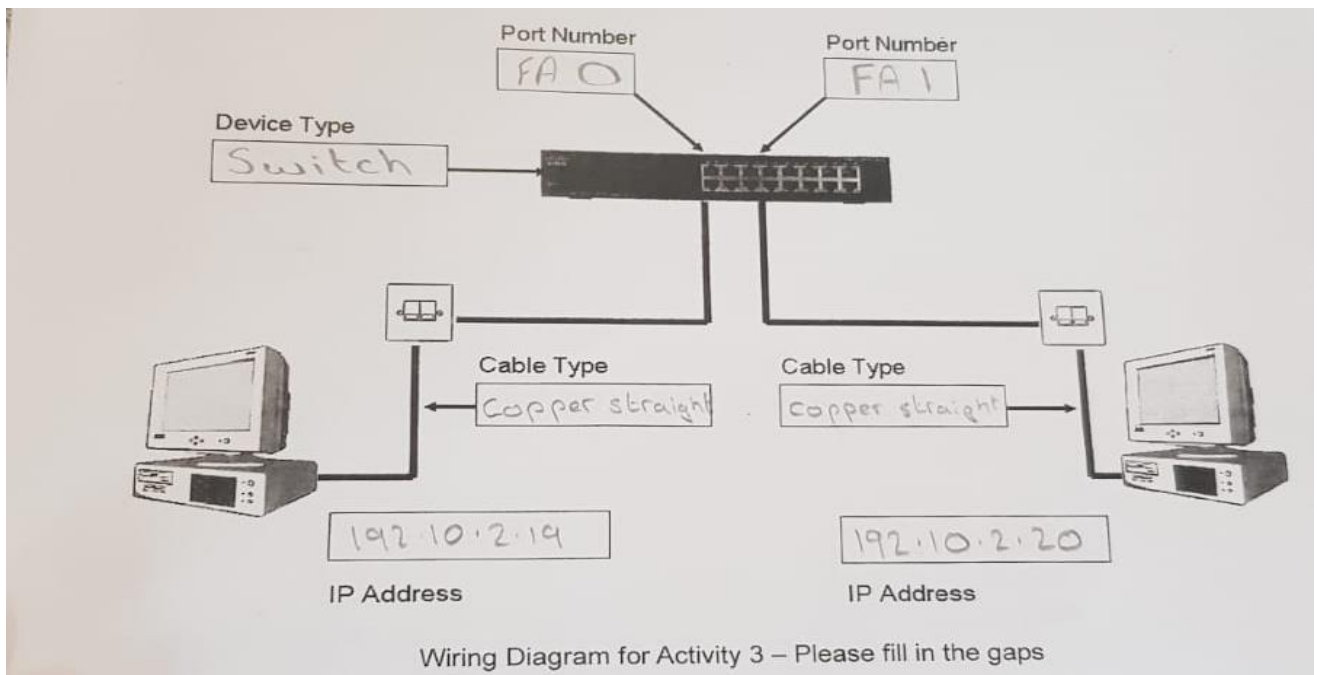 Port Number
FA 0
Port Number
FA 1
Device Type
Switch
Cable Type
Copper straight
Cable Type
copper straight
192.10.2.19
IP Address
192.10.2.20
IP Address
Wiring Diagram for Activity 3 – Please fill in the gaps